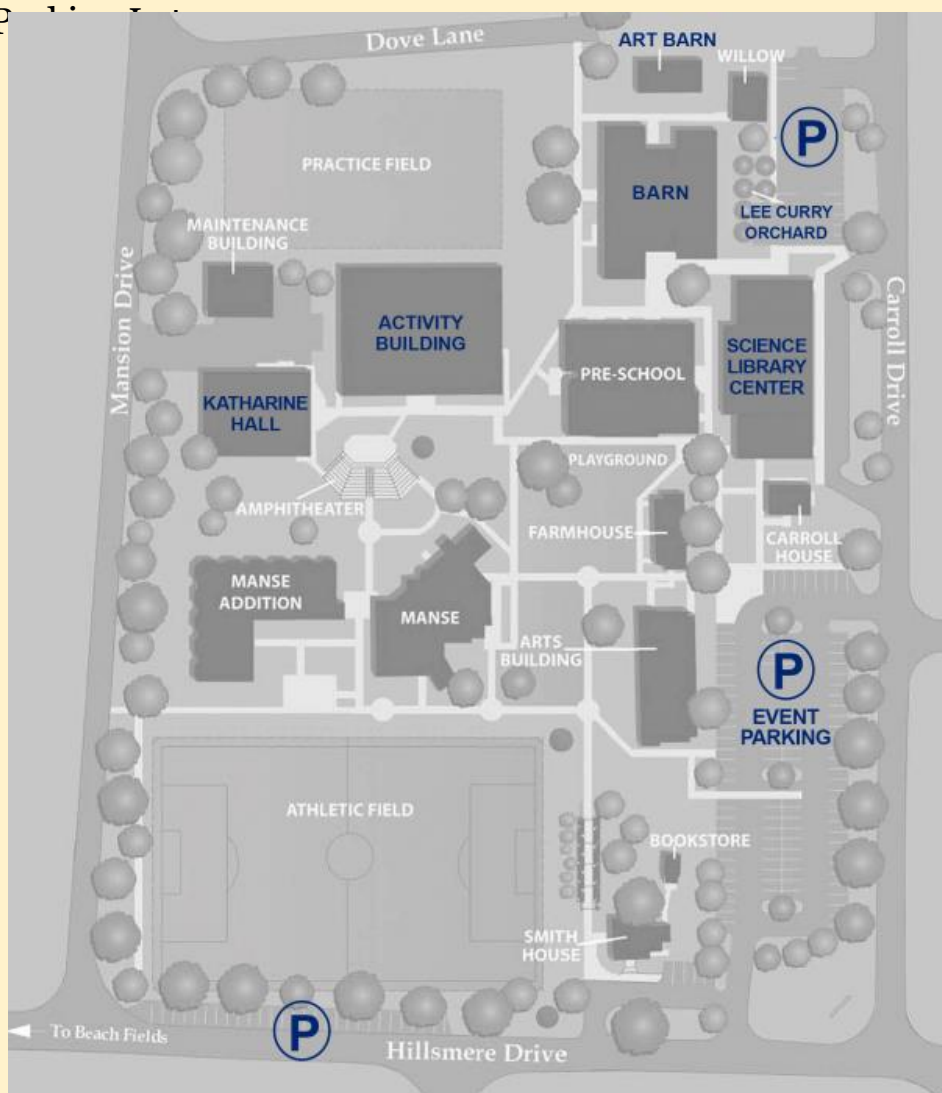 Dove Lane
ART BARN
WILLOW
P
PRACTICE FIELD
BARN
LEE CURRY
ORCHARD
MAINTENANCE
BUILDING
Mansion Drive
Carroll Drive
ACTIVITY
BUILDING
SCIENCE
LIBRARY
CENTER
PRE-SCHOOL
KATHARINE
HALL
PLAYGROUND
AMPHITHEATER
FARMHOUSE
CARROLL
HOUSE
MANSE
ADDITION
MANSE
ARTS
BUILDING
P
EVENT
PARKING
ATHLETIC FIELD
BOOKSTORE
SMITH
HOUSE
P
To Beach Fields
Hillsmere Drive